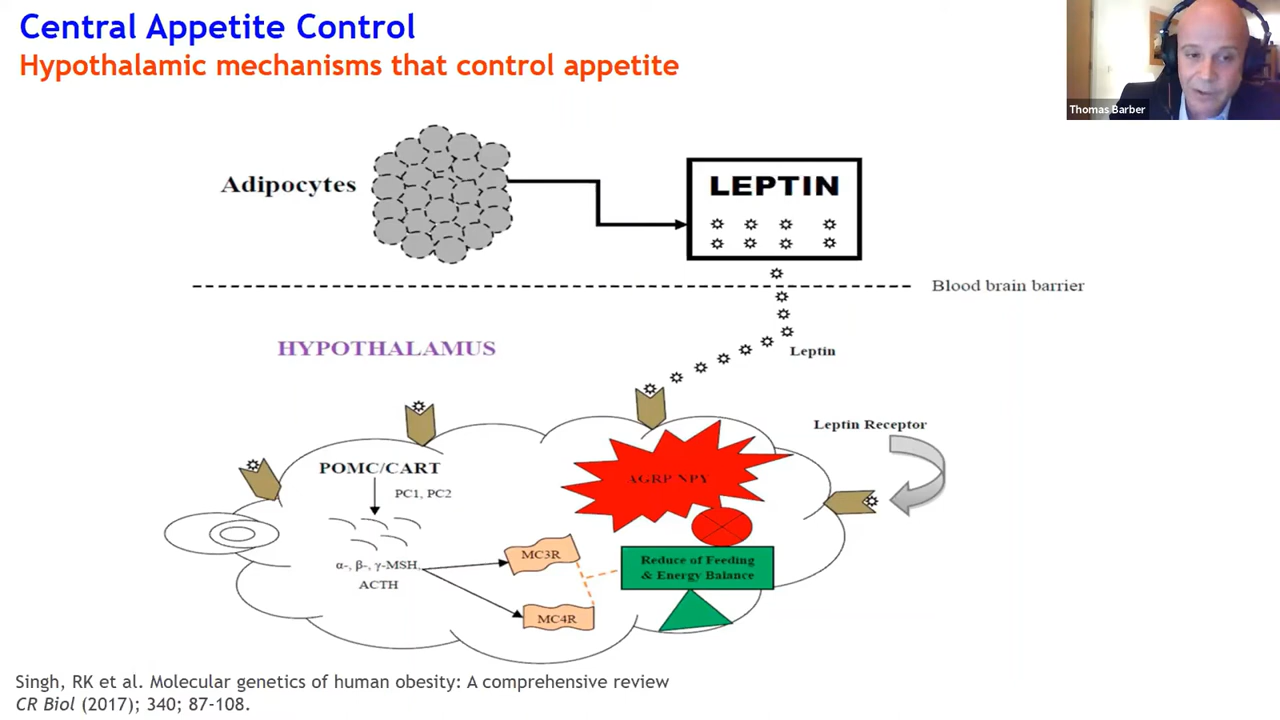 Central Appetite Control
Hypothalamic mechanisms that control appetite
Thomas Barber
Adipocytes
LEPTIN
Blood brain barrier
HYPOTHALAMUS
Leptin
Leptin Receptor
POMC/CART
AGRP NPY
PC1, PC2
MC3R
Reduce of Feeding
& Energy Balance
α-, β-, γ-MSH,
ACTH
MC4R
Singh, RK et al. Molecular genetics of human obesity: A comprehensive review
CR Biol (2017); 340; 87-108.